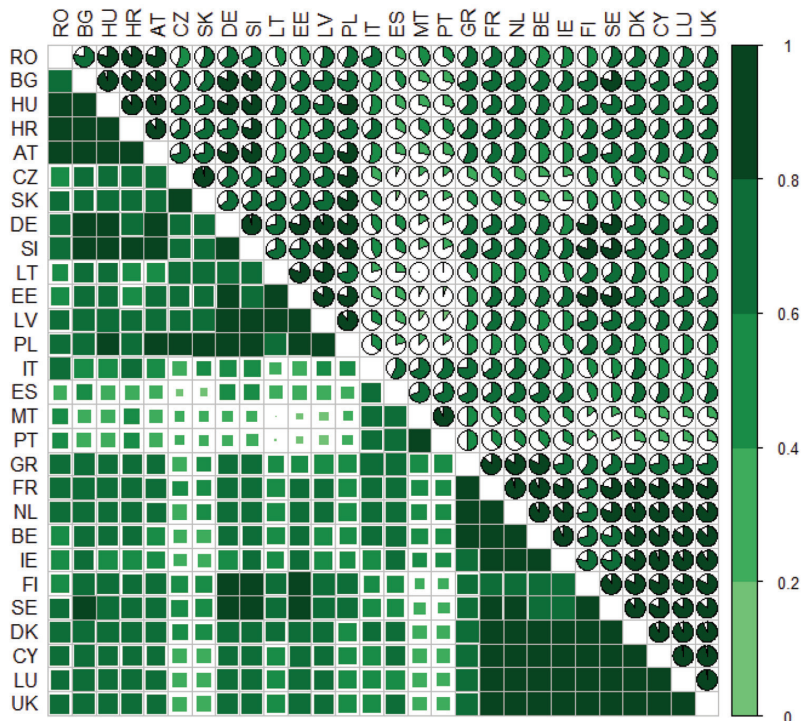 RO BG HU HR AT CZ SK DE SI LT EE LV PL IT ES MT PT GR FR NL BE IE FI SE DK CY LU UK
RO
BG
HU
HR
AT
CZ
SK
DE
SI
LT
EE
LV
PL
IT
ES
MT
PT
GR
FR
NL
BE
IE
FI
SE
DK
CY
LU
UK
1
0.8
0.6
0.4
0.2
0